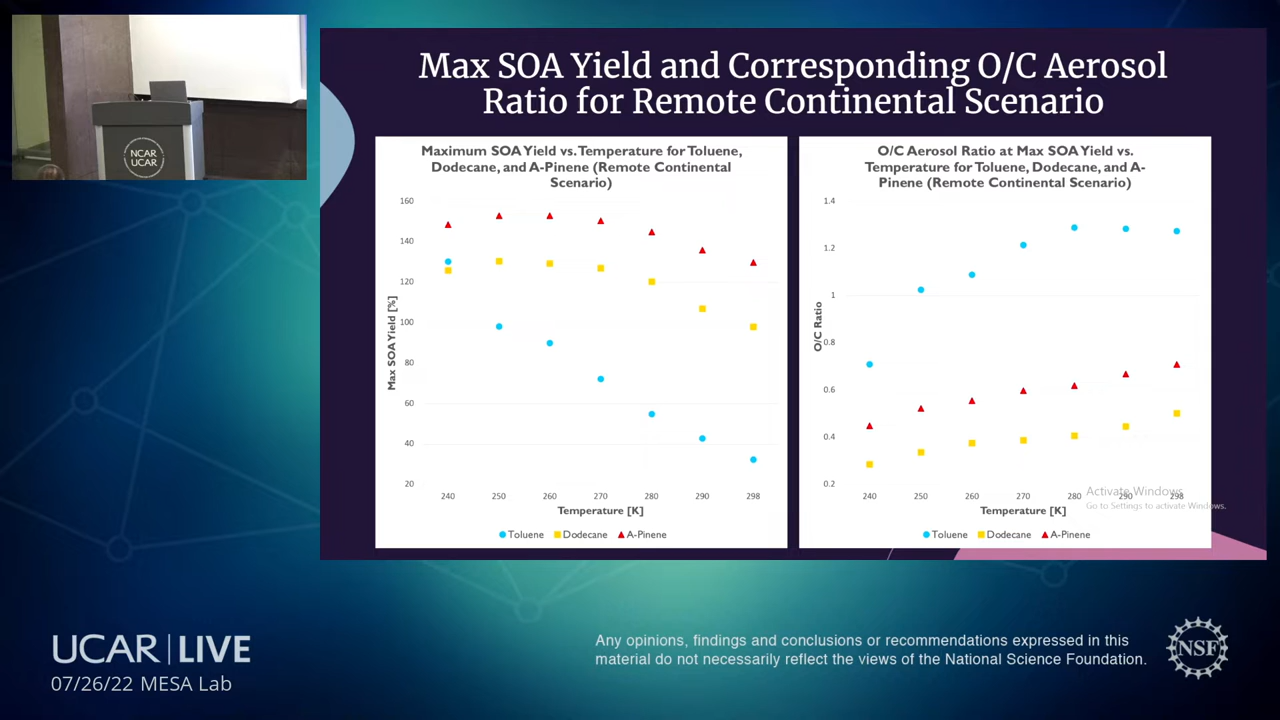 NCAR
UCAR
Max SOA Yield and Corresponding O/C Aerosol
Ratio for Remote Continental Scenario
Maximum SOA Yield vs. Temperature for Toluene,
Dodecane, and A-Pinene (Remote Continental
Scenario)
160
140
120
100
80
60
40
20
Max SOA Yield [%]
240 250 260 270 280 290 298
Temperature [K]
Toluene Dodecane A-Pinene
O/C Aerosol Ratio at Max SOA Yield vs.
Temperature for Toluene, Dodecane, and A-
Pinene (Remote Continental Scenario)
1.4
1.2
1
0.8
0.6
0.4
0.2
O/C Ratio
240 250 260 270 280 290 298
Temperature [K]
Toluene Dodecane A-Pinene
Activate Windows
Go to Settings to activate Windows.
UCAR | LIVE
07/26/22 MESA Lab
Any opinions, findings and conclusions or recommendations expressed in this
material do not necessarily reflect the views of the National Science Foundation.
NSF